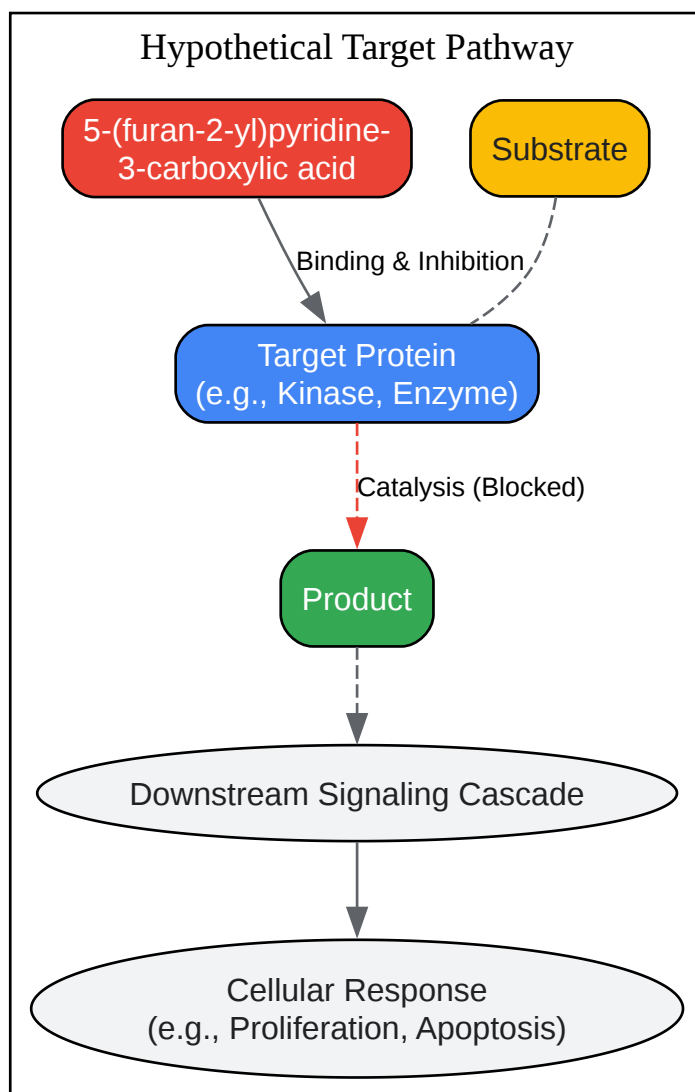 Hypothetical Target Pathway
5-(furan-2-yl)pyridine-
3-carboxylic acid
Substrate
Binding & Inhibition
Target Protein
(e.g., Kinase, Enzyme)
Catalysis (Blocked)
Product
Downstream Signaling Cascade
Cellular Response
(e.g., Proliferation, Apoptosis)